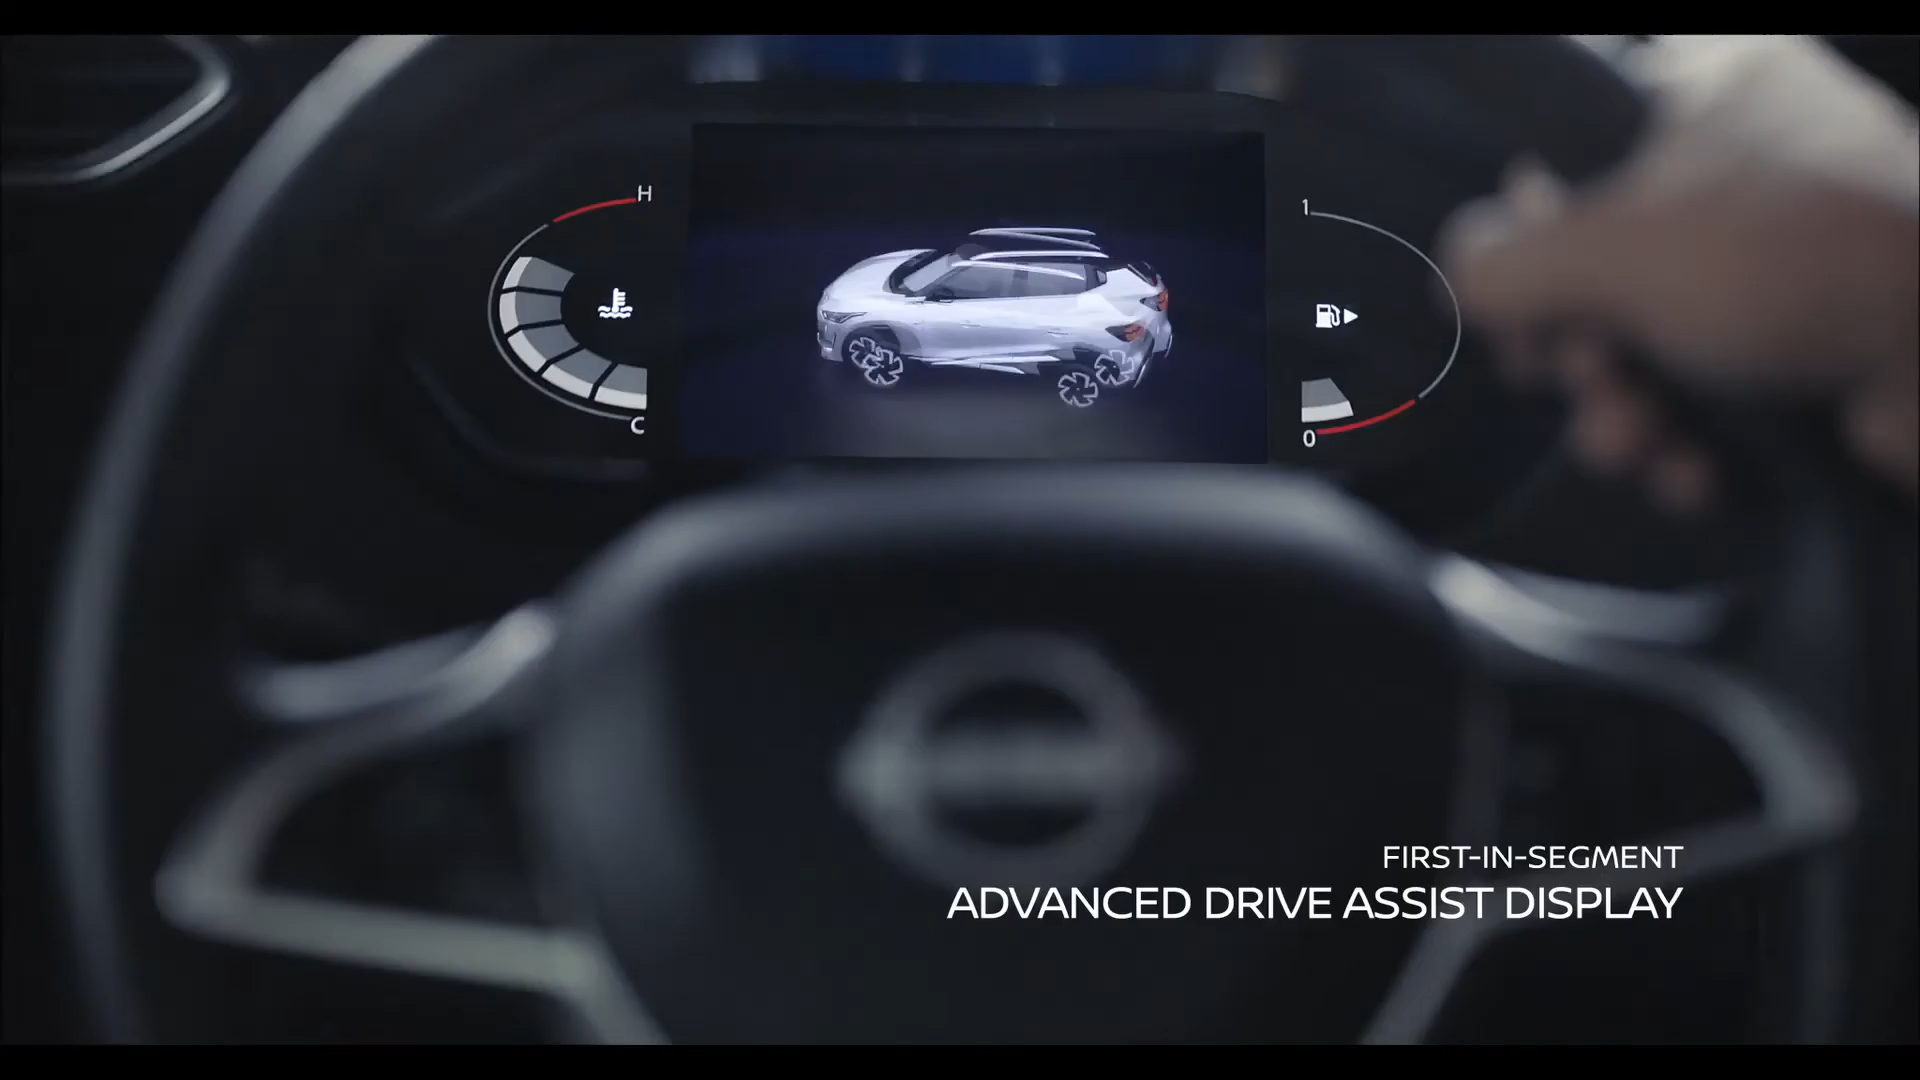 H
1
C
0
FIRST-IN-SEGMENT
ADVANCED DRIVE ASSIST DISPLAY